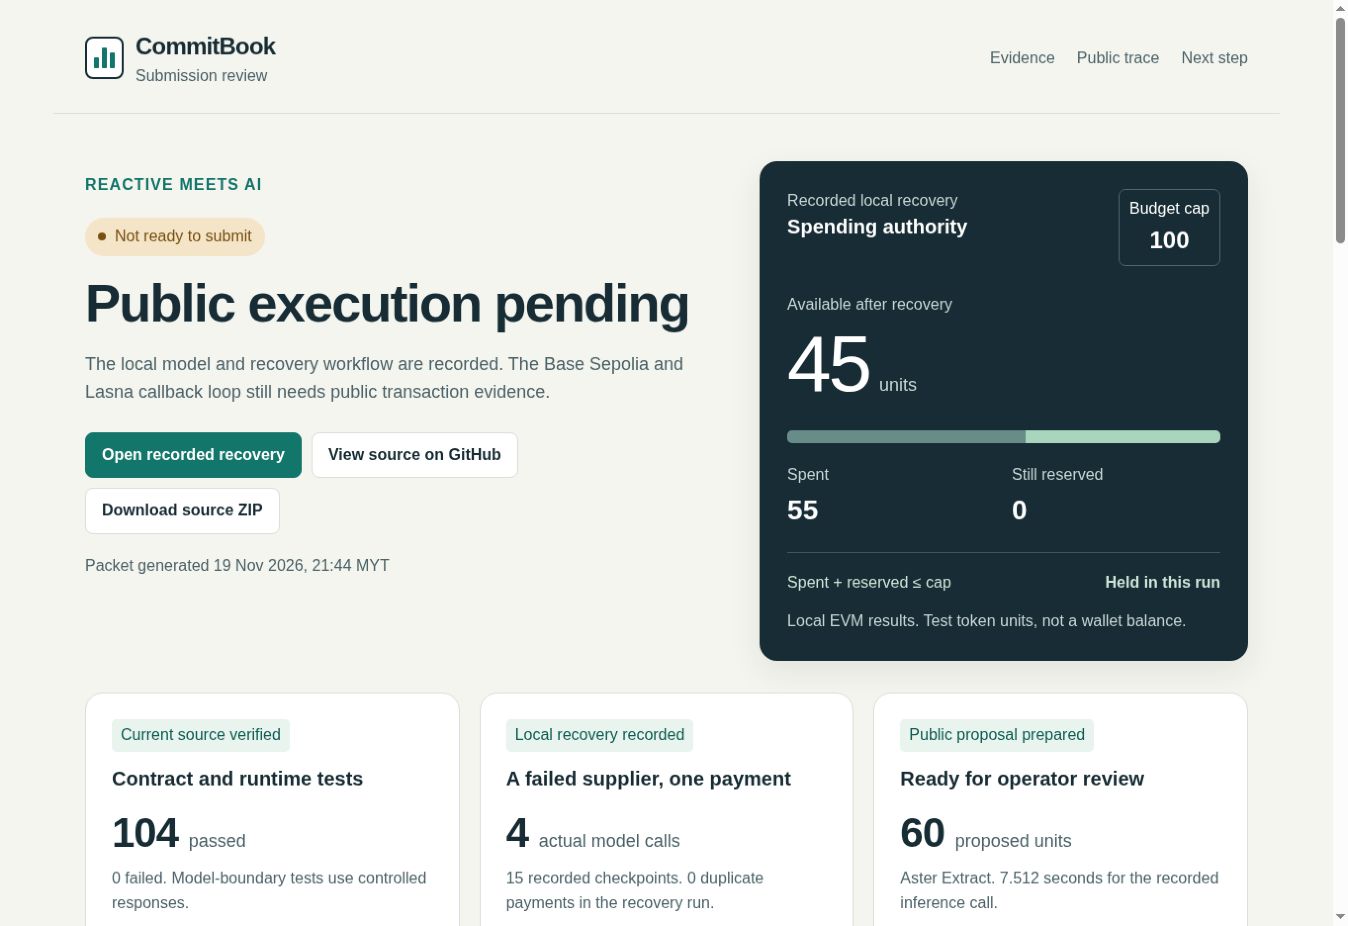 CommitBook
Submission review
Evidence
Public trace
Next step
REACTIVE MEETS AI
Not ready to submit
Public execution pending
The local model and recovery workflow are recorded. The Base Sepolia and
Lasna callback loop still needs public transaction evidence.
Open recorded recovery
View source on GitHub
Download source ZIP
Packet generated 19 Nov 2026, 21:44 MYT
Recorded local recovery
Spending authority
Budget cap
100
Available after recovery
45 units
Spent
55
Still reserved
0
Spent + reserved ≤ cap
Held in this run
Local EVM results. Test token units, not a wallet balance.
Current source verified
Contract and runtime tests
104 passed
0 failed. Model-boundary tests use controlled
responses.
Local recovery recorded
A failed supplier, one payment
4 actual model calls
15 recorded checkpoints. 0 duplicate
payments in the recovery run.
Public proposal prepared
Ready for operator review
60 proposed units
Aster Extract. 7.512 seconds for the recorded
inference call.